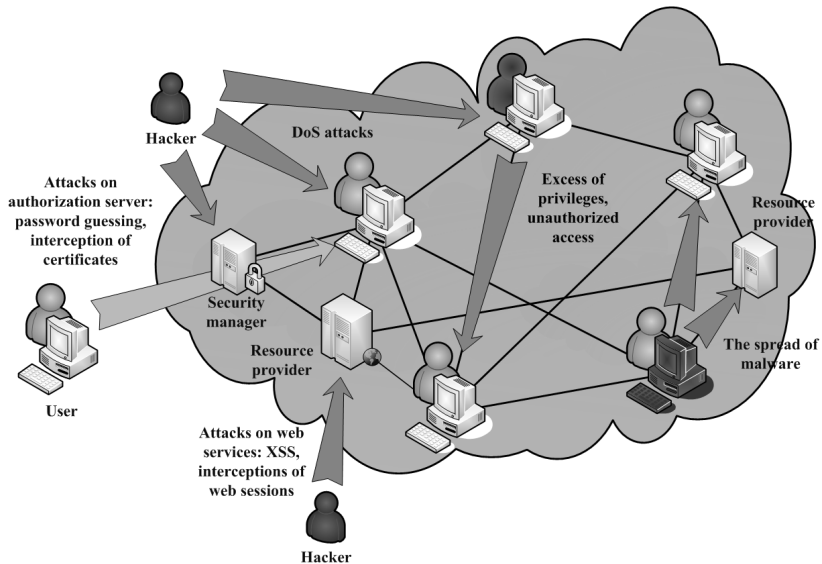 Hacker
DoS attacks
Attacks on
authorization server:
password guessing,
interception of
certificates
Excess of
privileges,
unauthorized
access
Resource
provider
Security
manager
Resource
provider
The spread of
malware
User
Attacks on web
services: XSS,
interceptions of
web sessions
Hacker